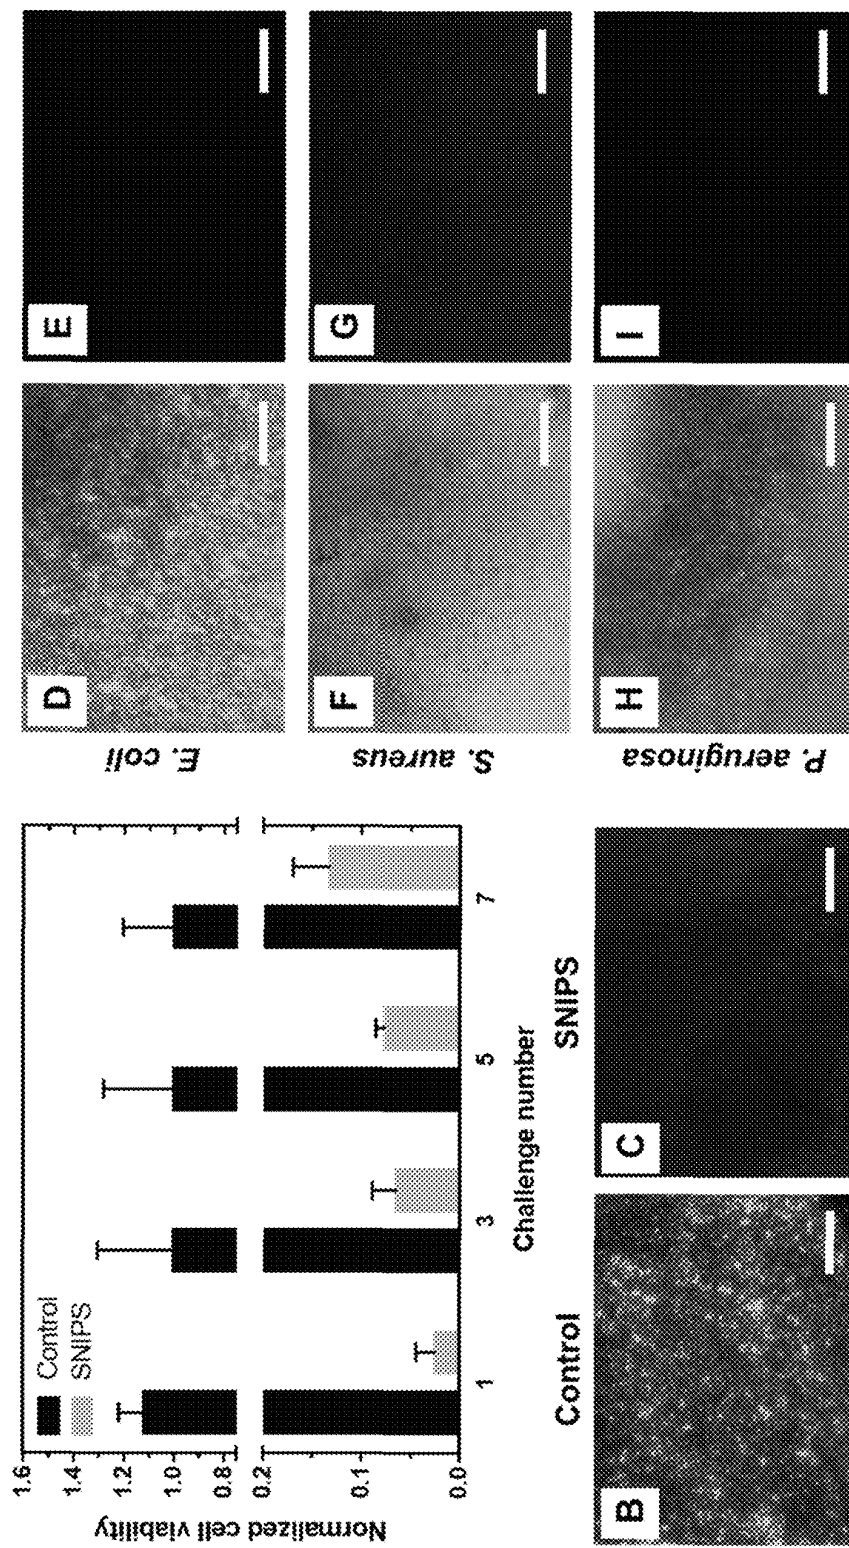 Normalized cell viability
1.6
1.4
1.2
1.0
0.8
0.2
0.1
0.0
Control
SNIPS
1
3
5
7
Challenge number
Control
SNIPS
B
C
E. coli
D
E
S. aureus
F
G
P. aeruginosa
H
I